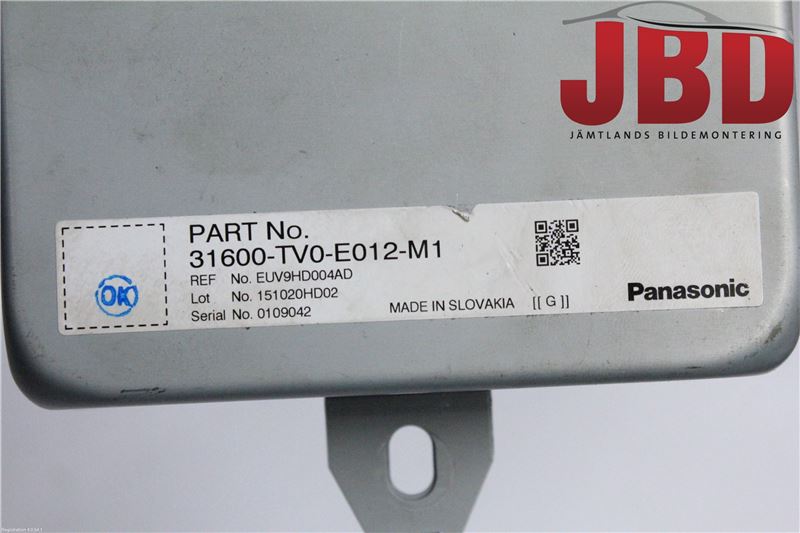 JBD
JÄMTLANDS BILDEMONTERING
PART No.
31600-TV0-E012-M1
REF No. EUV9HD004AD
Lot No. 151020HD02
Serial No. 0109042
MADE IN SLOVAKIA [[ G ]]
Panasonic
OK